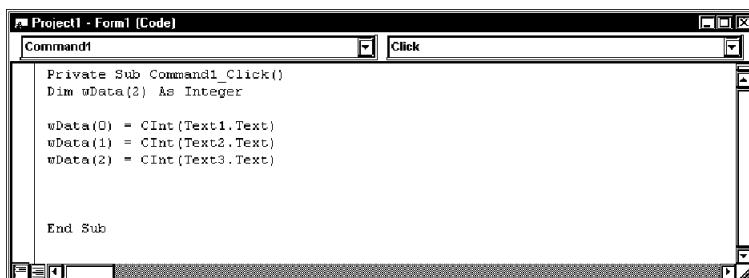 Project1 - Form1 (Code)
Command1 Click
Private Sub Command1_Click()
Dim wData(2) As Integer
wData(0) = CInt(Text1.Text)
wData(1) = CInt(Text2.Text)
wData(2) = CInt(Text3.Text)
End Sub